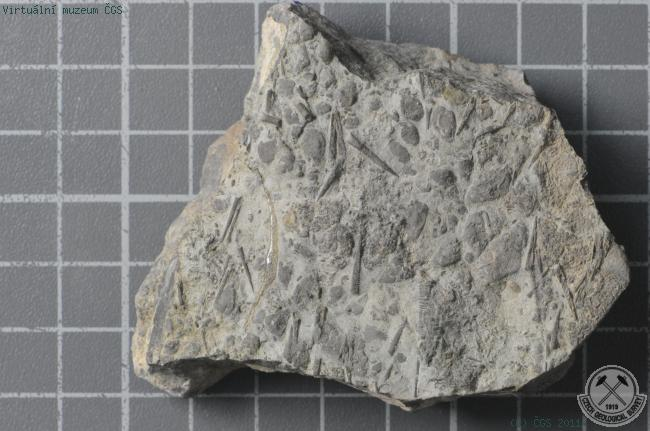 Virtuální muzeum ČGS
1919
CZECH GEOLOGICAL SURVEY
(c) ČGS 2011